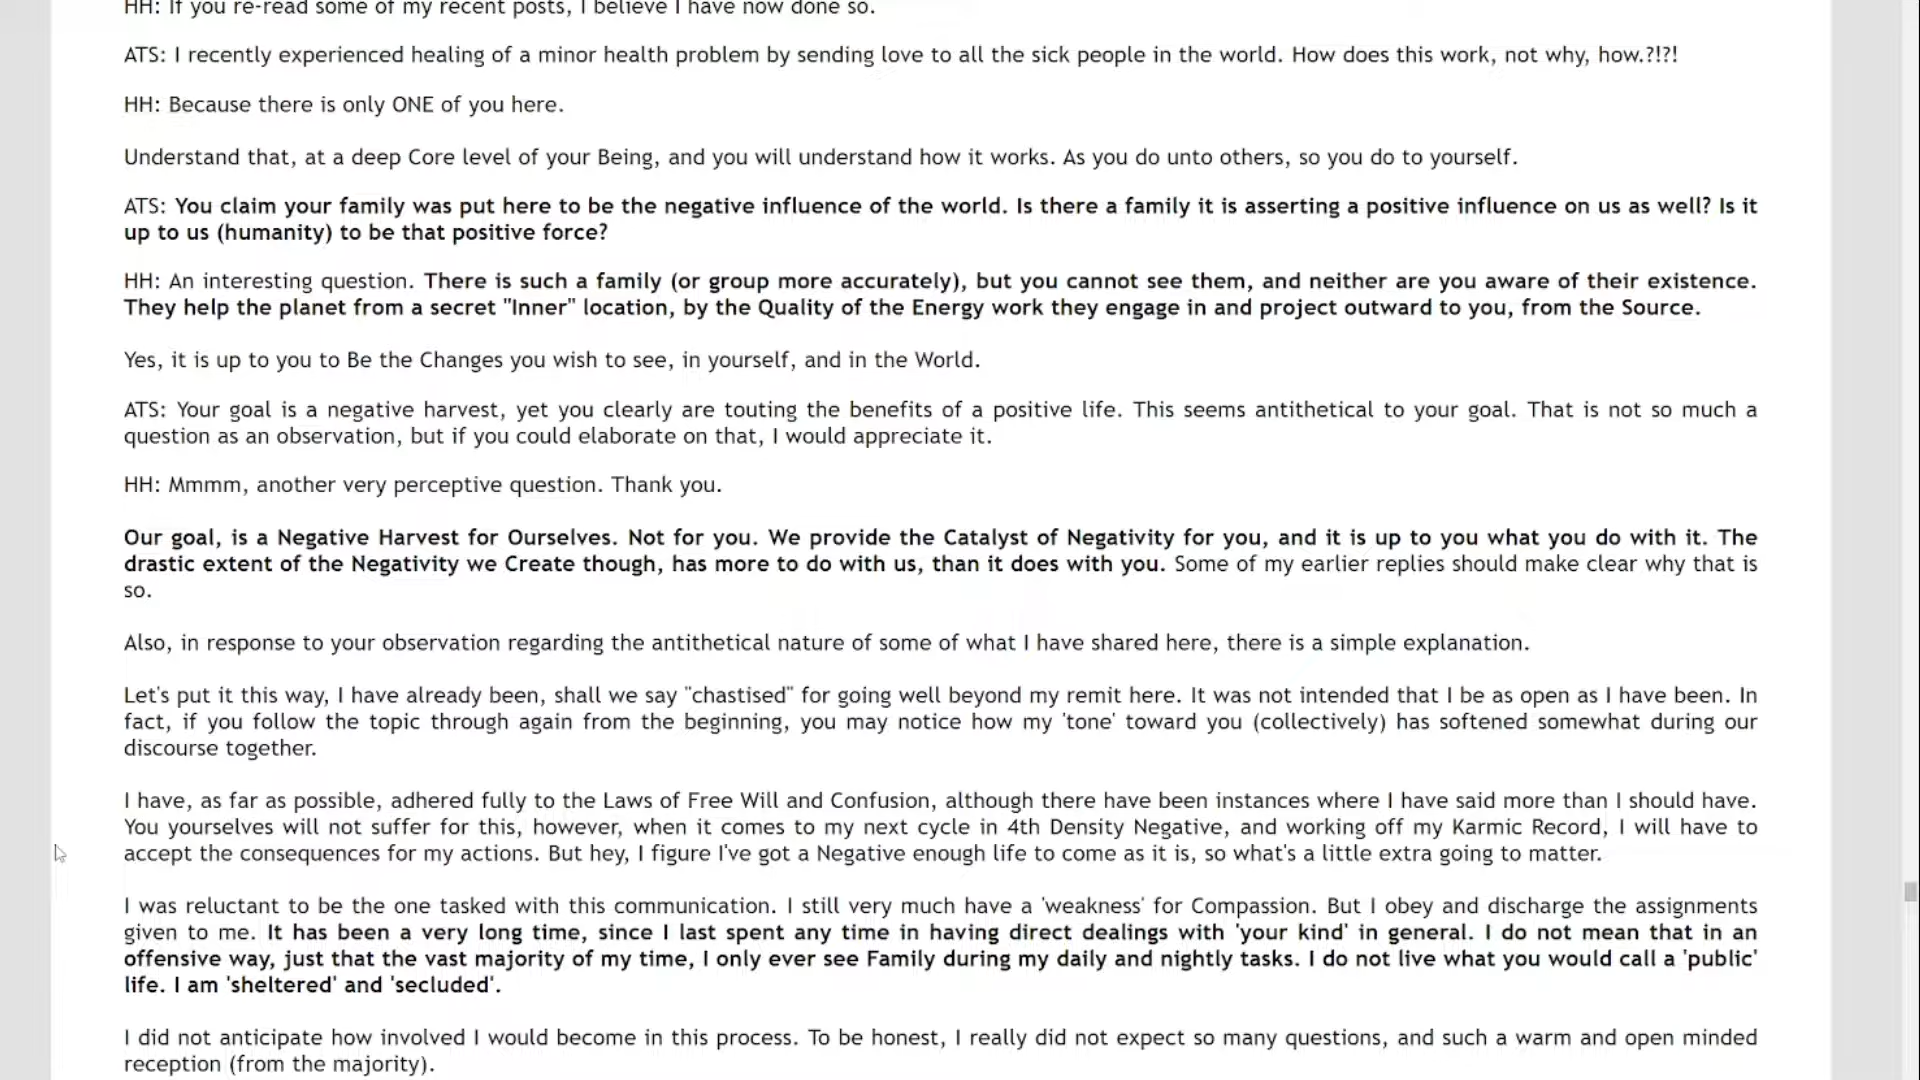 HH: If you re-read some of my recent posts, I believe I have now done so.
ATS: I recently experienced healing of a minor health problem by sending love to all the sick people in the world. How does this work, not why, how.?!?!
HH: Because there is only ONE of you here.
Understand that, at a deep Core level of your Being, and you will understand how it works. As you do unto others, so you do to yourself.
ATS: You claim your family was put here to be the negative influence of the world. Is there a family it is asserting a positive influence on us as well? Is it
up to us (humanity) to be that positive force?
HH: An interesting question. There is such a family (or group more accurately), but you cannot see them, and neither are you aware of their existence.
They help the planet from a secret "Inner" location, by the Quality of the Energy work they engage in and project outward to you, from the Source.
Yes, it is up to you to Be the Changes you wish to see, in yourself, and in the World.
ATS: Your goal is a negative harvest, yet you clearly are touting the benefits of a positive life. This seems antithetical to your goal. That is not so much a
question as an observation, but if you could elaborate on that, I would appreciate it.
HH: Mmmm, another very perceptive question. Thank you.
Our goal, is a Negative Harvest for Ourselves. Not for you. We provide the Catalyst of Negativity for you, and it is up to you what you do with it. The
drastic extent of the Negativity we Create though, has more to do with us, than it does with you. Some of my earlier replies should make clear why that is
so.
Also, in response to your observation regarding the antithetical nature of some of what I have shared here, there is a simple explanation.
Let's put it this way, I have already been, shall we say "chastised" for going well beyond my remit here. It was not intended that I be as open as I have been. In
fact, if you follow the topic through again from the beginning, you may notice how my 'tone' toward you (collectively) has softened somewhat during our
discourse together.
I have, as far as possible, adhered fully to the Laws of Free Will and Confusion, although there have been instances where I have said more than I should have.
You yourselves will not suffer for this, however, when it comes to my next cycle in 4th Density Negative, and working off my Karmic Record, I will have to
accept the consequences for my actions. But hey, I figure I've got a Negative enough life to come as it is, so what's a little extra going to matter.
I was reluctant to be the one tasked with this communication. I still very much have a 'weakness' for Compassion. But I obey and discharge the assignments
given to me. It has been a very long time, since I last spent any time in having direct dealings with 'your kind' in general. I do not mean that in an
offensive way, just that the vast majority of my time, I only ever see Family during my daily and nightly tasks. I do not live what you would call a 'public'
life. I am 'sheltered' and 'secluded'.
I did not anticipate how involved I would become in this process. To be honest, I really did not expect so many questions, and such a warm and open minded
reception (from the majority).